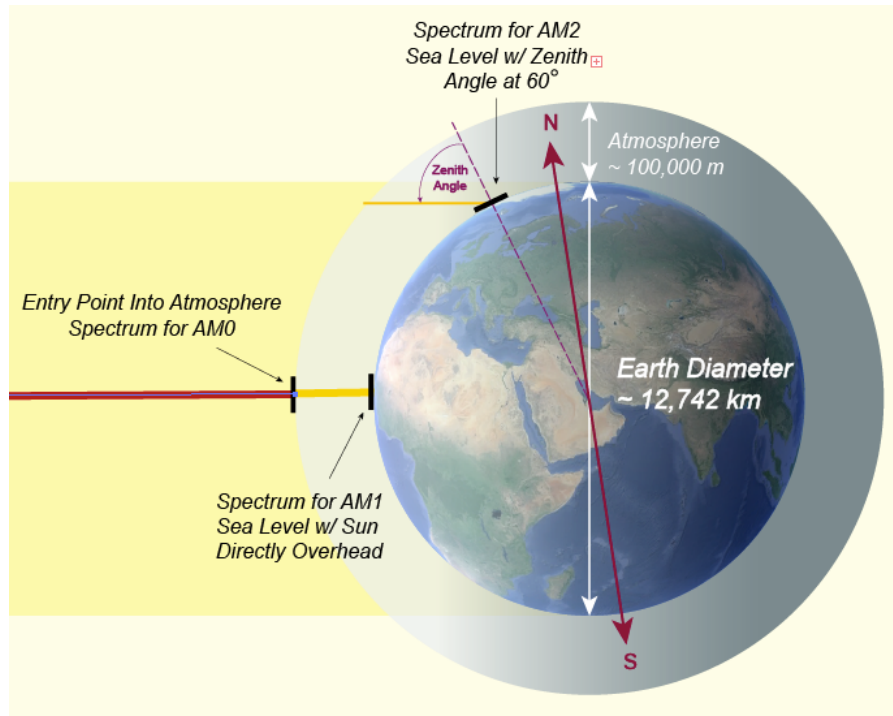 Spectrum for AM2
Sea Level w/ Zenith
Angle at 60°
N
Atmosphere
~ 100,000 m
Zenith
Angle
Entry Point Into Atmosphere
Spectrum for AM0
Earth Diameter
~ 12,742 km
Spectrum for AM1
Sea Level w/ Sun
Directly Overhead
S